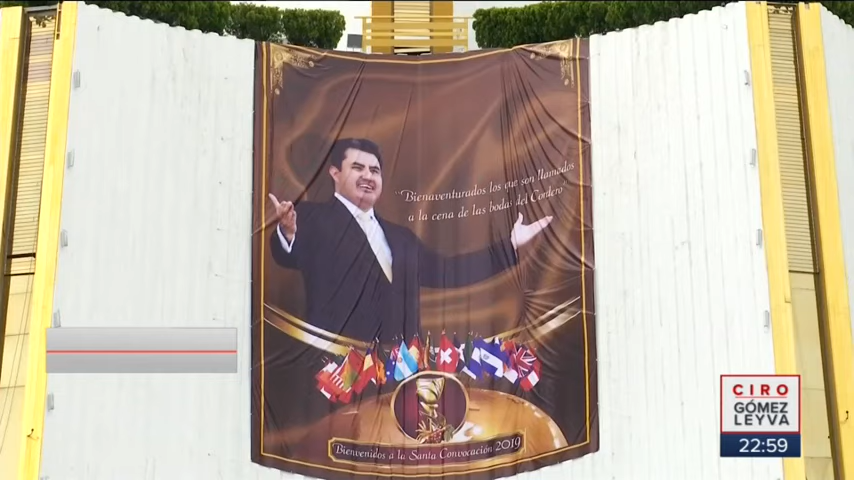 "Bienaventurados los que son llamados
a la cena de las bodas del Cordero"
Bienvenidos a la Santa Convocación 2019
CIRO
GÓMEZ
LEYVA
22:59